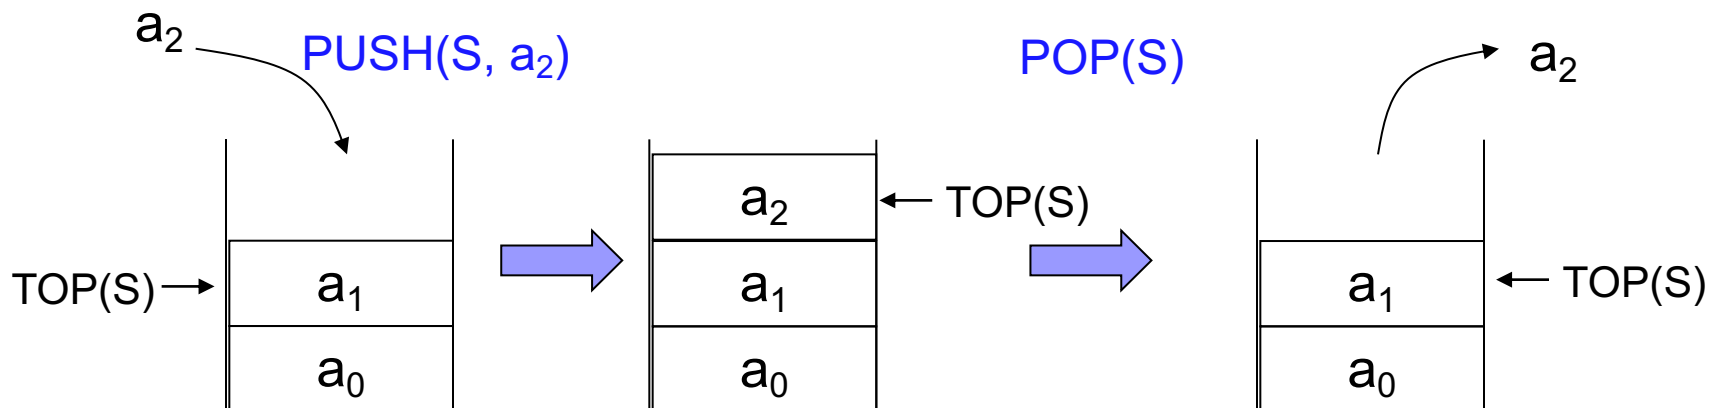 a₂
PUSH(S, a₂)
POP(S)
a₂
a₂
TOP(S)
TOP(S)
a₁
a₁
a₁
TOP(S)
a₀
a₀
a₀